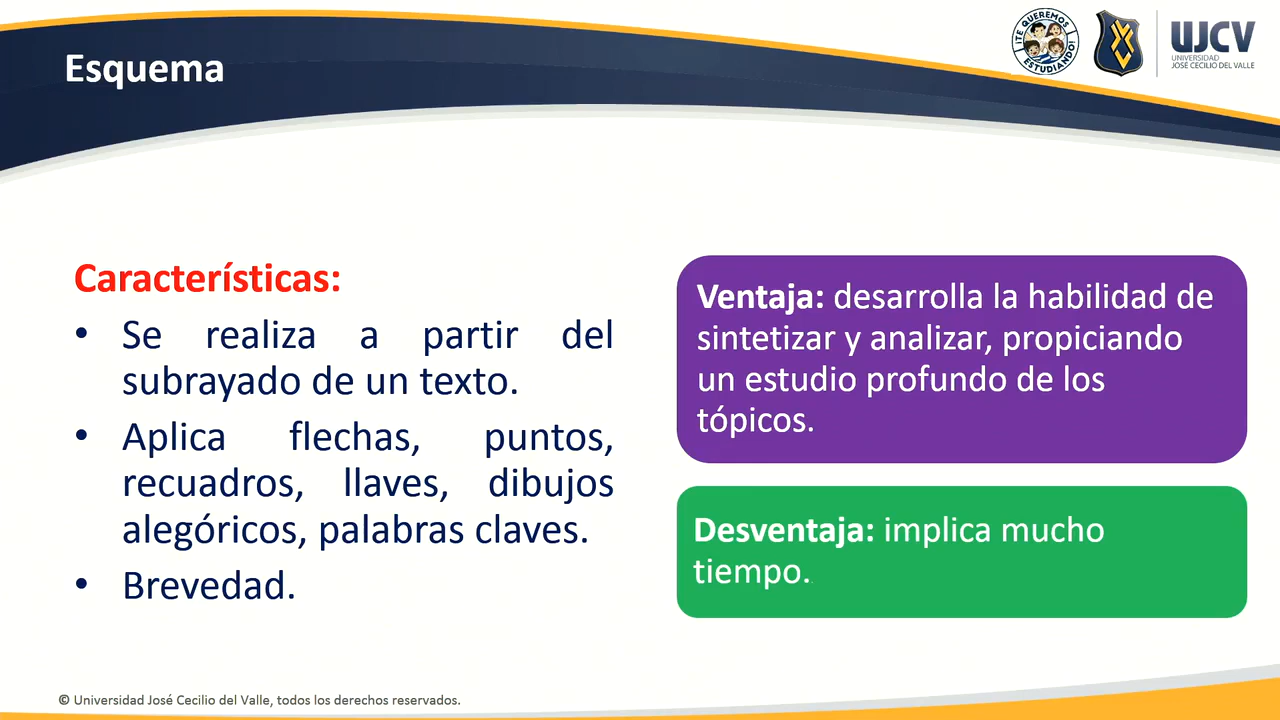 Esquema
¡TE QUEREMOS
ESTUDIANDO!
UJCV
UNIVERSIDAD
JOSÉ CECILIO DEL VALLE
Características:
• Se realiza a partir del
subrayado de un texto.
• Aplica flechas, puntos,
recuadros, llaves, dibujos
alegóricos, palabras claves.
• Brevedad.
Ventaja: desarrolla la habilidad de
sintetizar y analizar, propiciando
un estudio profundo de los
tópicos.
Desventaja: implica mucho
tiempo.
© Universidad José Cecilio del Valle, todos los derechos reservados.